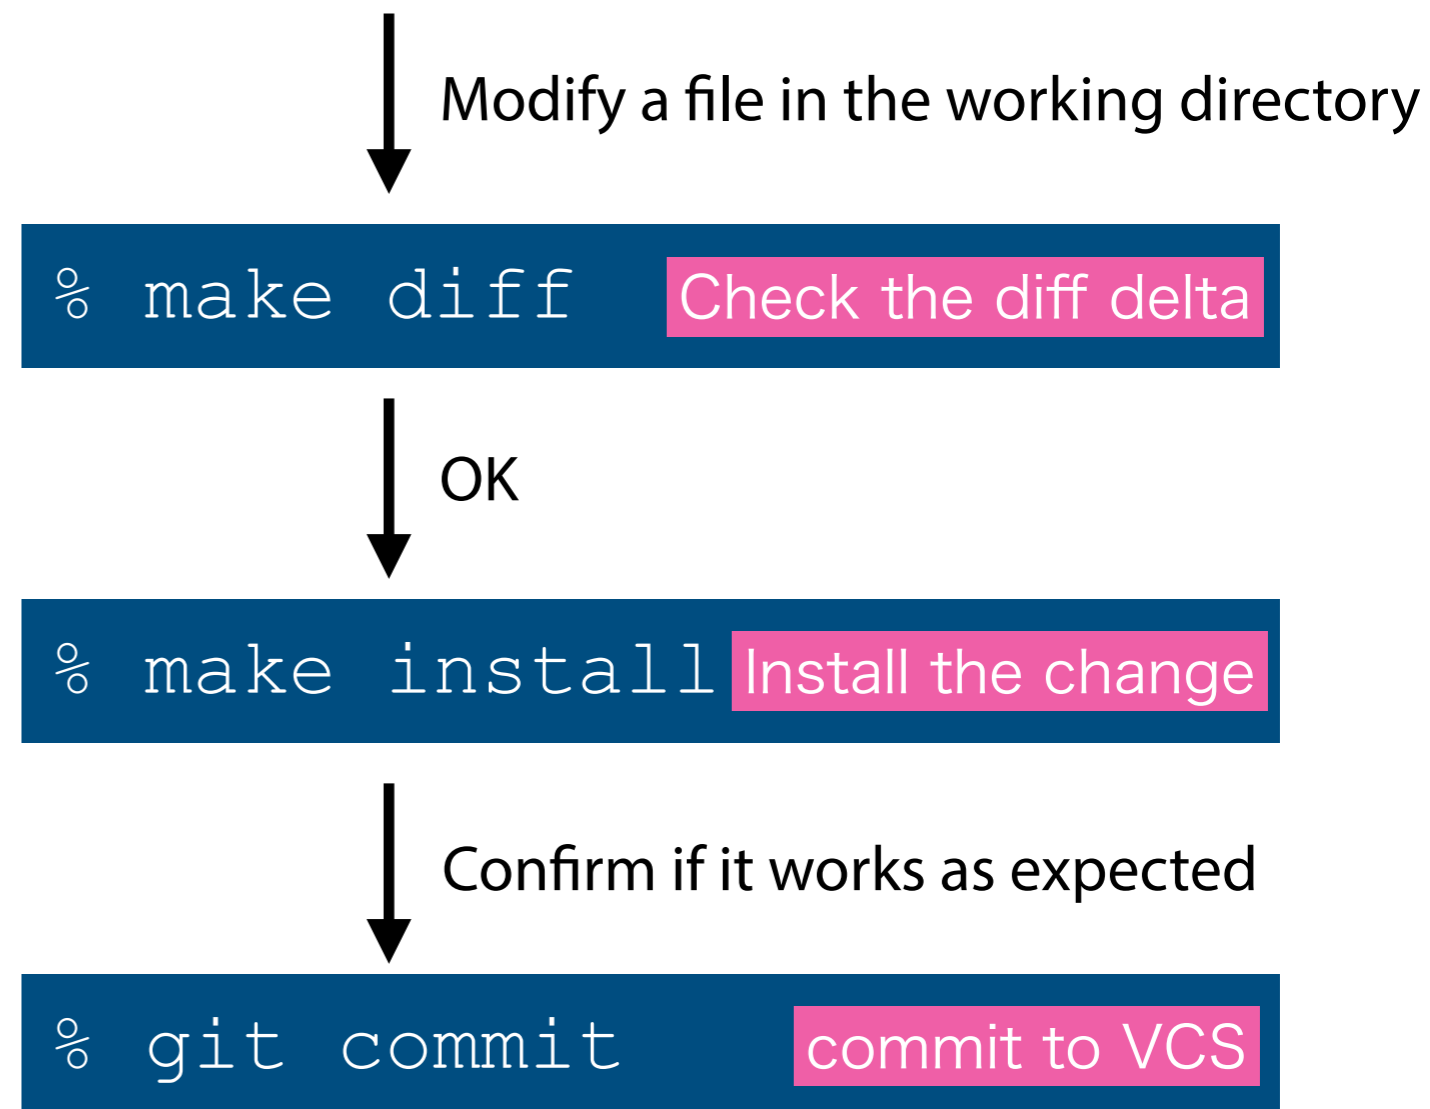 Modify a file in the working directory
% make diff Check the diff delta
OK
% make install Install the change
Confirm if it works as expected
% git commit commit to VCS